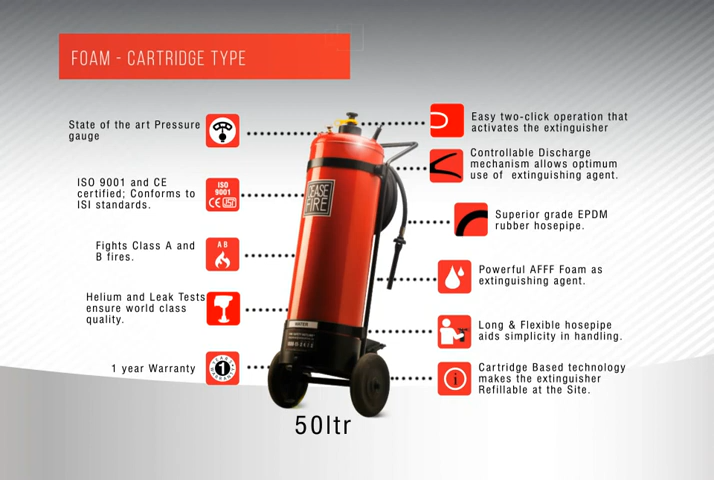 FOAM - CARTRIDGE TYPE
State of the art Pressure
gauge
ISO 9001 and CE
certified; Conforms to
ISI standards.
ISO
9001
CE ISI
Fights Class A and
B fires.
A B
Helium and Leak Tests
ensure world class
quality.
1 year Warranty
1
CEASE
FIRE
WATER
Easy two-click operation that
activates the extinguisher
Controllable Discharge
mechanism allows optimum
use of extinguishing agent.
Superior grade EPDM
rubber hosepipe.
Powerful AFFF Foam as
extinguishing agent.
Long & Flexible hosepipe
aids simplicity in handling.
Cartridge Based technology
makes the extinguisher
Refillable at the Site.
50ltr